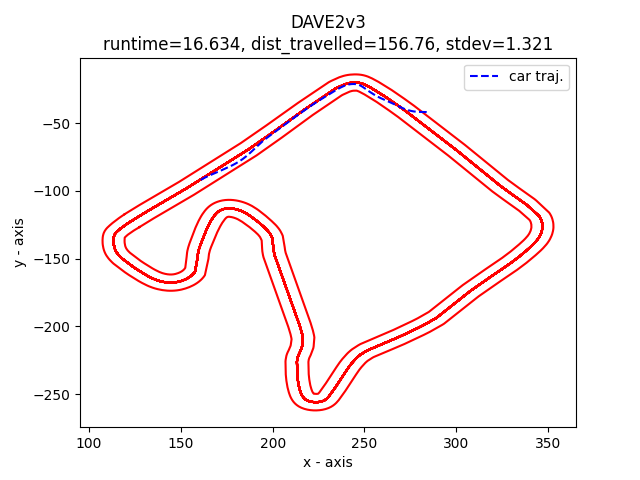 DAVE2v3
runtime=16.634, dist_travelled=156.76, stdev=1.321
car traj.
−50
−100
−150
−200
−250
y - axis
100 150 200 250 300 350
x - axis